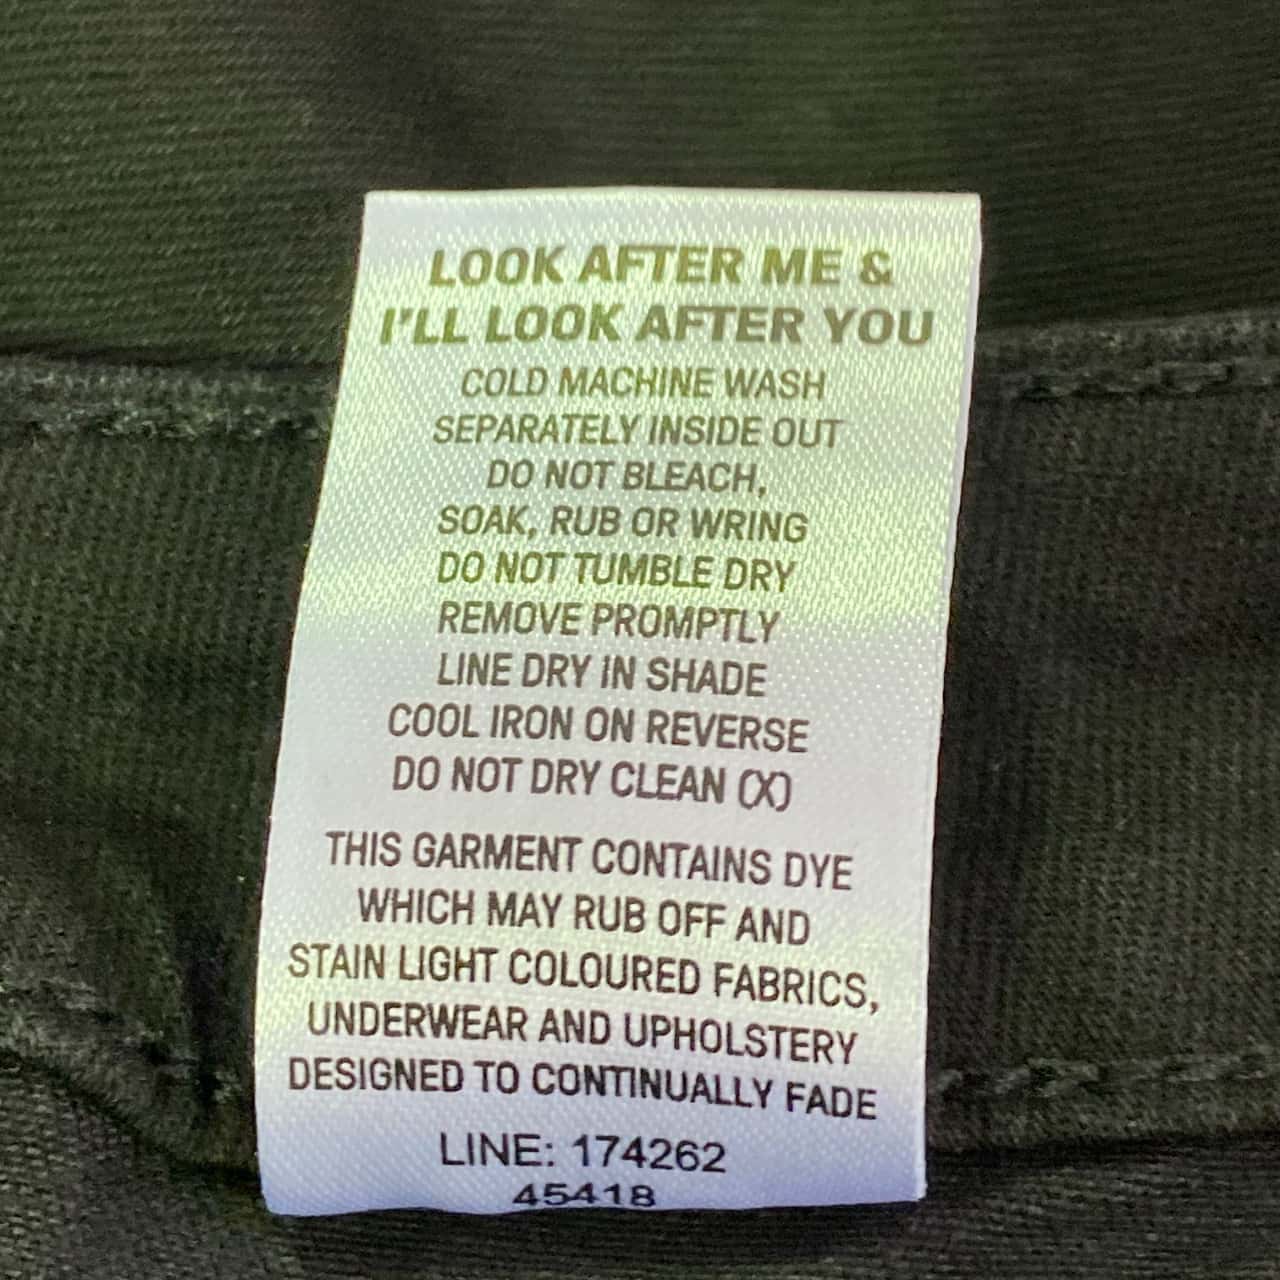 LOOK AFTER ME &
I'LL LOOK AFTER YOU
COLD MACHINE WASH
SEPARATELY INSIDE OUT
DO NOT BLEACH,
SOAK, RUB OR WRING
DO NOT TUMBLE DRY
REMOVE PROMPTLY
LINE DRY IN SHADE
COOL IRON ON REVERSE
DO NOT DRY CLEAN (X)
THIS GARMENT CONTAINS DYE
WHICH MAY RUB OFF AND
STAIN LIGHT COLOURED FABRICS,
UNDERWEAR AND UPHOLSTERY
DESIGNED TO CONTINUALLY FADE
LINE: 174262
45418